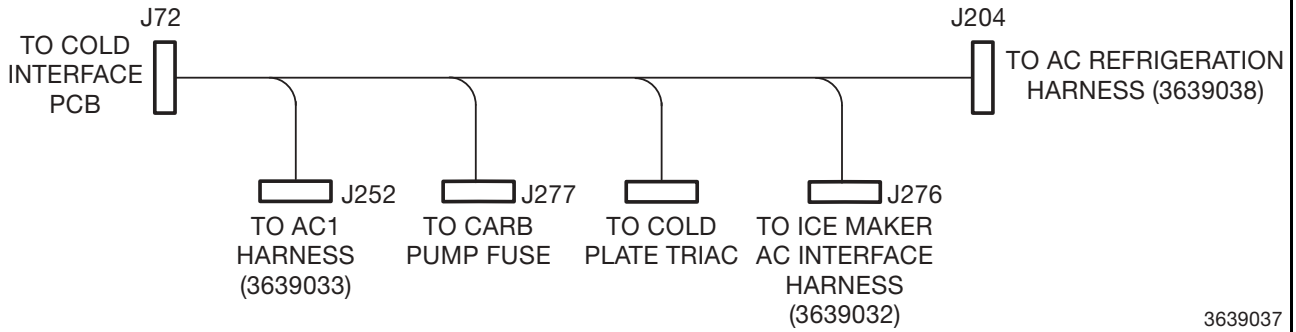 J72
J204
TO COLD
INTERFACE
PCB
TO AC REFRIGERATION
HARNESS (3639038)
J252
TO AC1
HARNESS
(3639033)
J277
TO CARB
PUMP FUSE
TO COLD
PLATE TRIAC
J276
TO ICE MAKER
AC INTERFACE
HARNESS
(3639032)
3639037